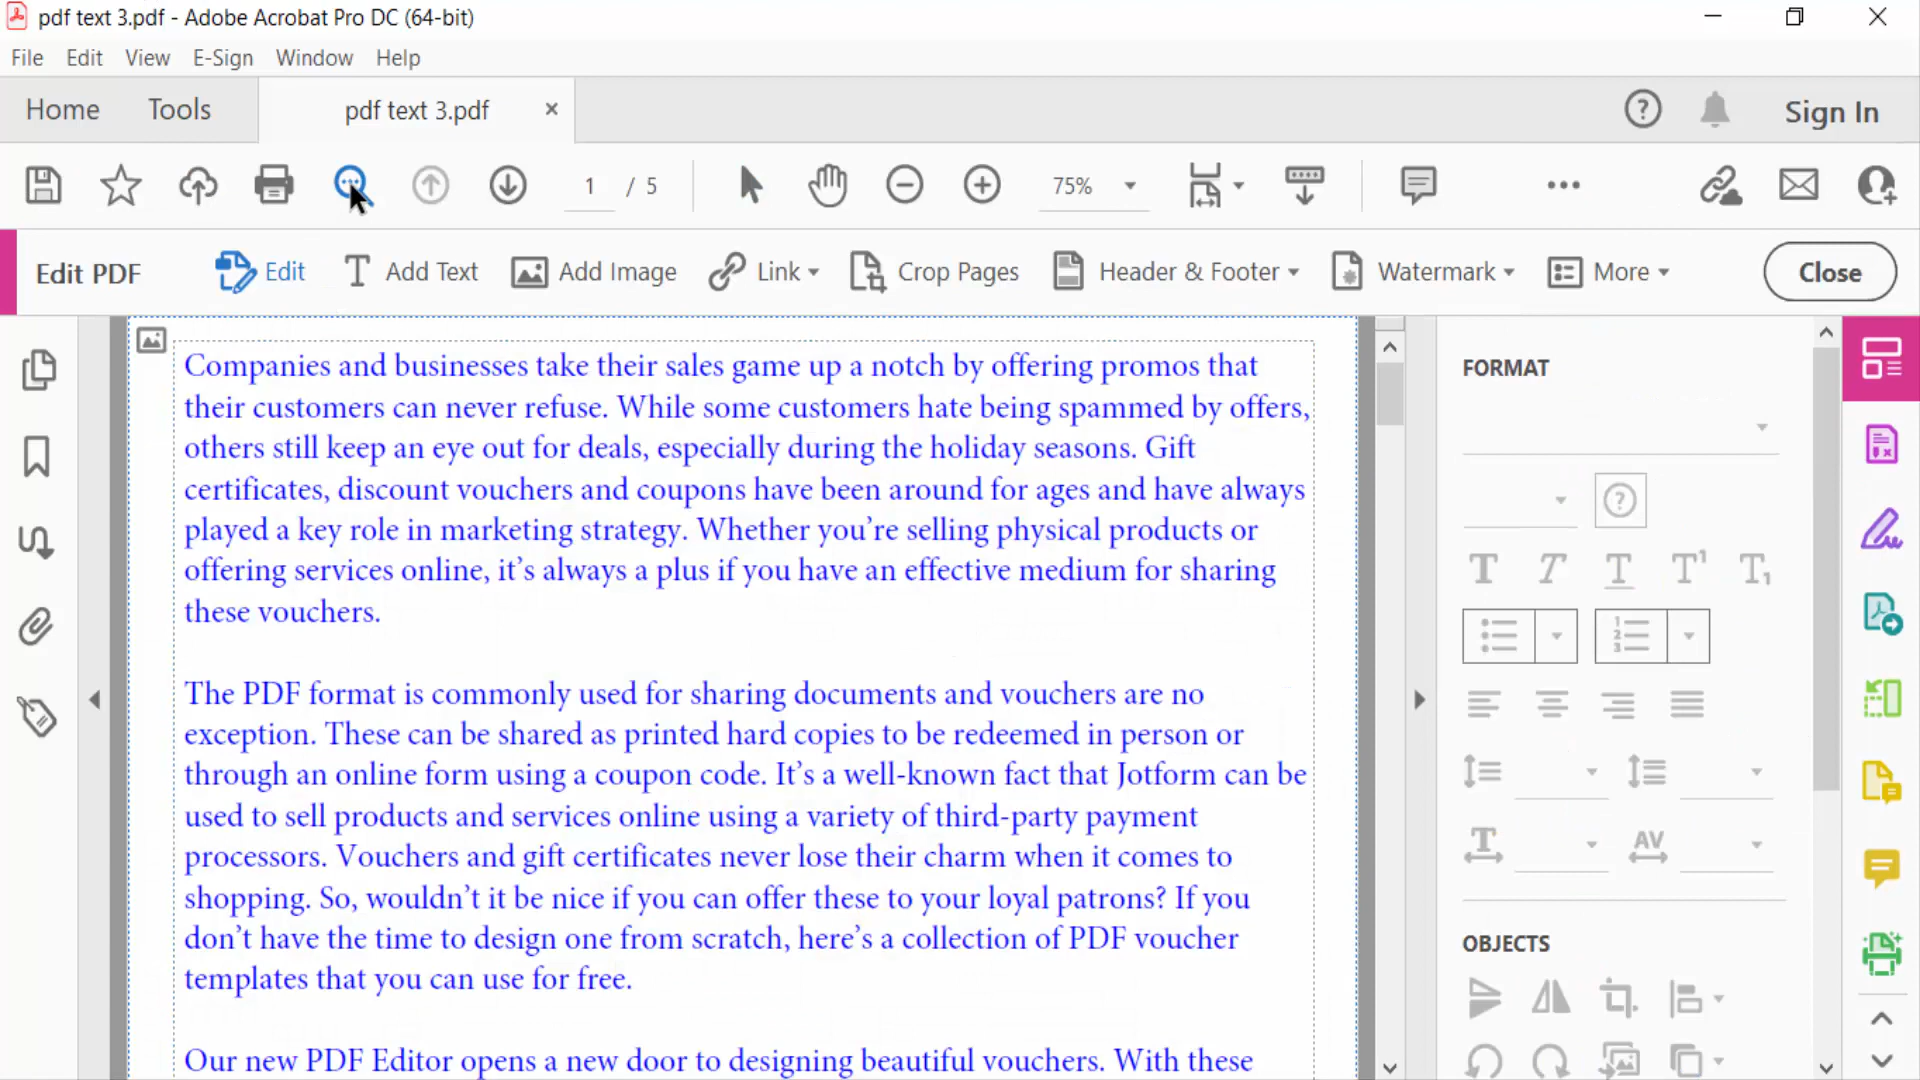 pdf text 3.pdf - Adobe Acrobat Pro DC (64-bit)
File Edit View E-Sign Window Help
Home Tools pdf text 3.pdf × Sign In
1 / 5 75%
Edit PDF Edit Add Text Add Image Link Crop Pages Header & Footer Watermark More Close
Companies and businesses take their sales game up a notch by offering promos that
their customers can never refuse. While some customers hate being spammed by offers,
others still keep an eye out for deals, especially during the holiday seasons. Gift
certificates, discount vouchers and coupons have been around for ages and have always
played a key role in marketing strategy. Whether you’re selling physical products or
offering services online, it’s always a plus if you have an effective medium for sharing
these vouchers.
The PDF format is commonly used for sharing documents and vouchers are no
exception. These can be shared as printed hard copies to be redeemed in person or
through an online form using a coupon code. It’s a well-known fact that Jotform can be
used to sell products and services online using a variety of third-party payment
processors. Vouchers and gift certificates never lose their charm when it comes to
shopping. So, wouldn’t it be nice if you can offer these to your loyal patrons? If you
don’t have the time to design one from scratch, here’s a collection of PDF voucher
templates that you can use for free.
Our new PDF Editor opens a new door to designing beautiful vouchers. With these
FORMAT
OBJECTS